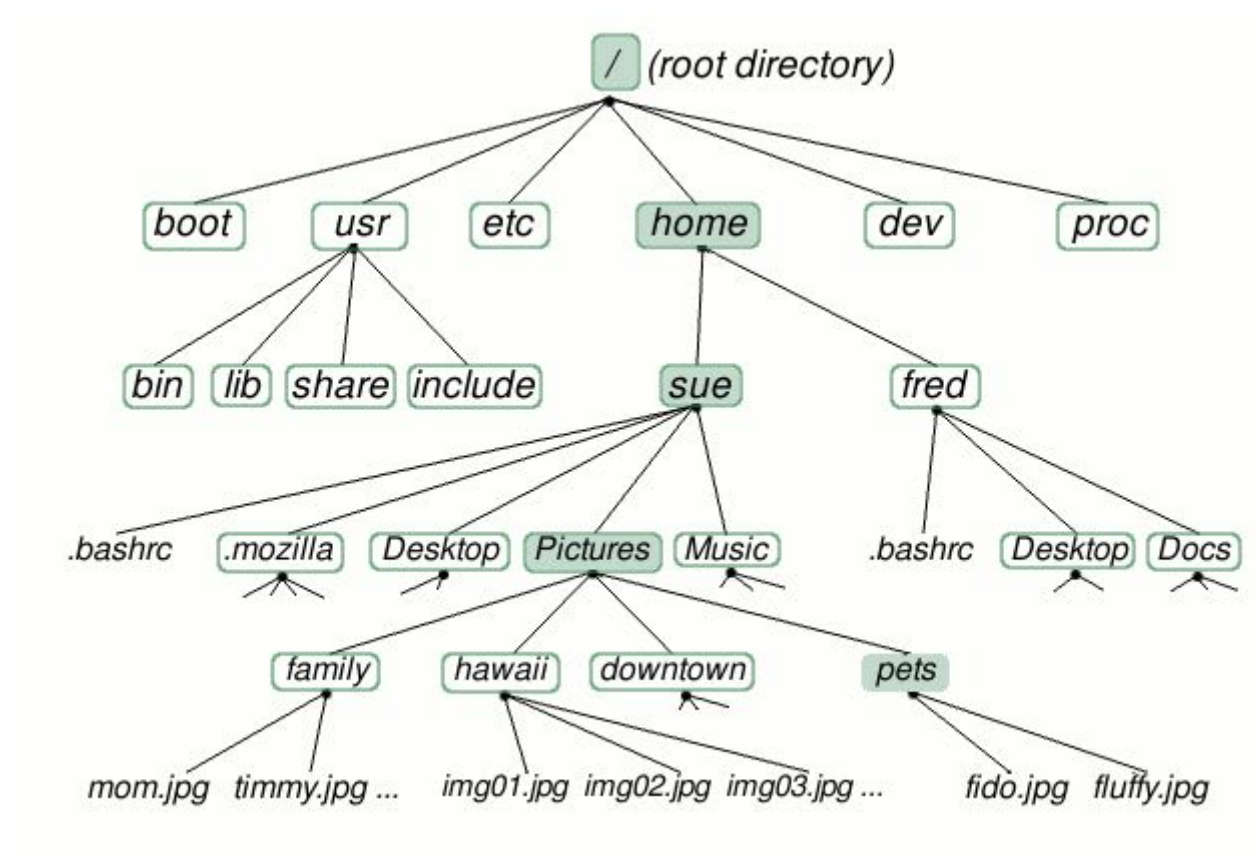 / (root directory)
boot usr etc home dev proc
bin lib share include sue fred
.bashrc .mozilla Desktop Pictures Music .bashrc Desktop Docs
family hawaii downtown pets
mom.jpg timmy.jpg ... img01.jpg img02.jpg img03.jpg ... fido.jpg fluffy.jpg